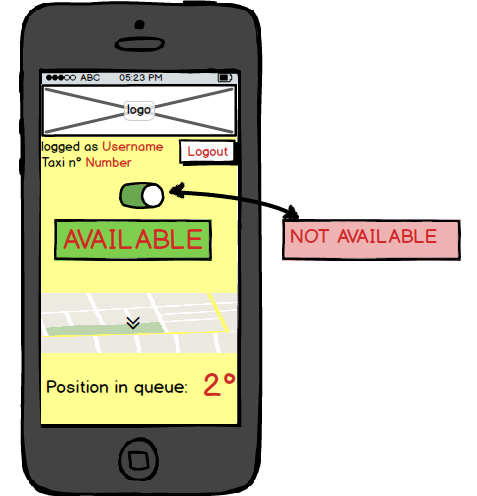 ABC 05:23 PM
logo
logged as Username
Taxi n° Number
Logout
AVAILABLE
NOT AVAILABLE
Position in queue: 2°